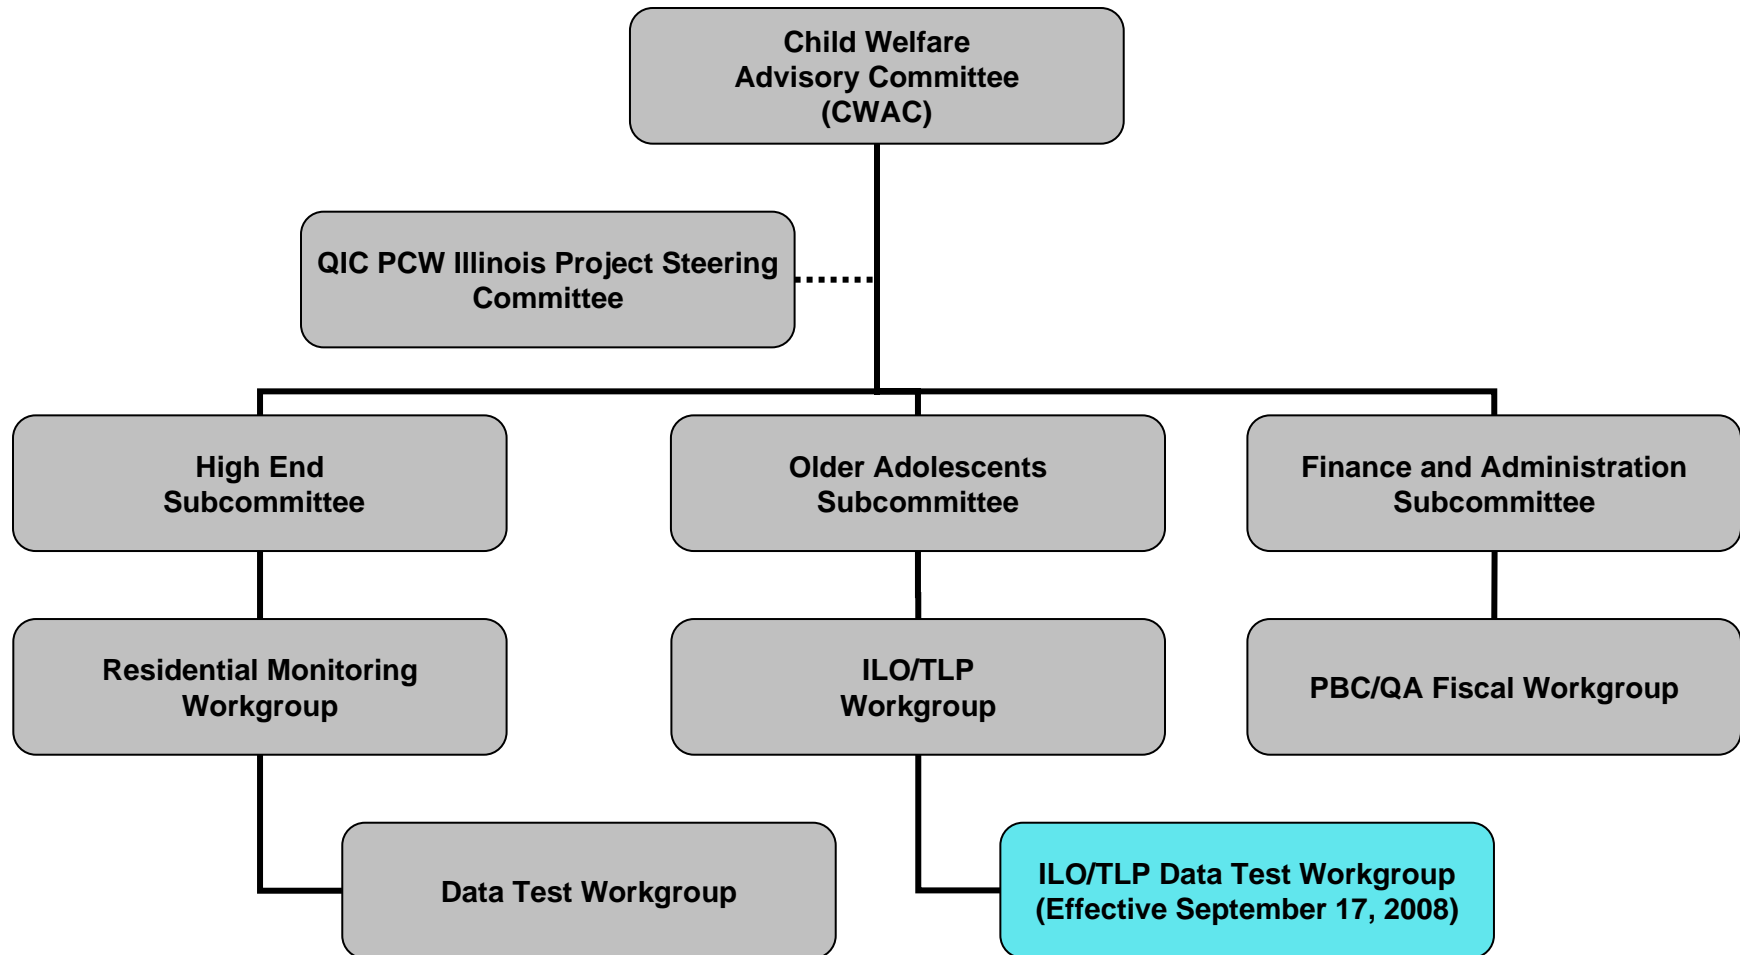 Child Welfare
Advisory Committee
(CWAC)
QIC PCW Illinois Project Steering
Committee
High End
Subcommittee
Older Adolescents
Subcommittee
Finance and Administration
Subcommittee
Residential Monitoring
Workgroup
ILO/TLP
Workgroup
PBC/QA Fiscal Workgroup
Data Test Workgroup
ILO/TLP Data Test Workgroup
(Effective September 17, 2008)